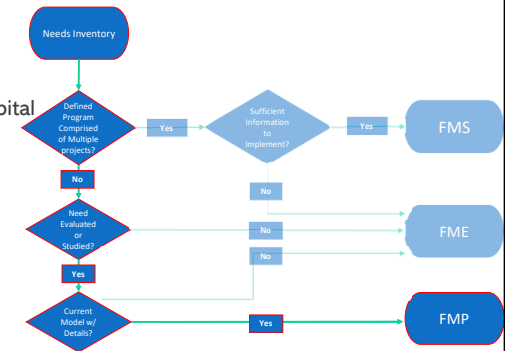 Needs Inventory
pital
Defined
Program
Comprised
of Multiple
projects?
Yes
Sufficient
Information
to
Implement?
Yes
FMS
No
No
Need
Evaluated
or
Studied?
No
FME
No
Yes
Current
Model w/
Details?
Yes
FMP